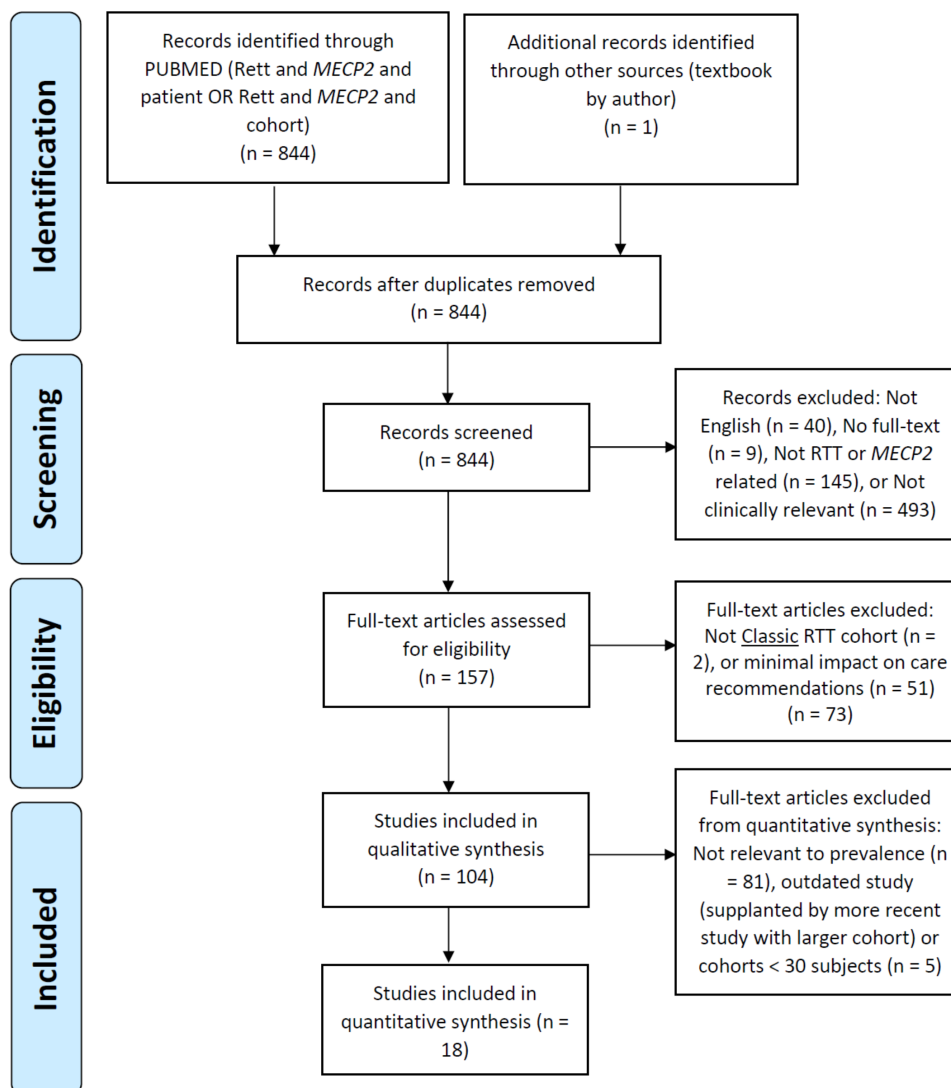 Identification
Records identified through
PUBMED (Rett and MECP2 and
patient OR Rett and MECP2 and
cohort)
(n = 844)
Additional records identified
through other sources (textbook
by author)
(n = 1)
Records after duplicates removed
(n = 844)
Screening
Records screened
(n = 844)
Records excluded: Not
English (n = 40), No full-text
(n = 9), Not RTT or MECP2
related (n = 145), or Not
clinically relevant (n = 493)
Eligibility
Full-text articles assessed
for eligibility
(n = 157)
Full-text articles excluded:
Not Classic RTT cohort (n =
2), or minimal impact on care
recommendations (n = 51)
(n = 73)
Included
Studies included in
qualitative synthesis
(n = 104)
Full-text articles excluded
from quantitative synthesis:
Not relevant to prevalence (n
= 81), outdated study
(supplanted by more recent
study with larger cohort) or
cohorts < 30 subjects (n = 5)
Studies included in
quantitative synthesis (n =
18)